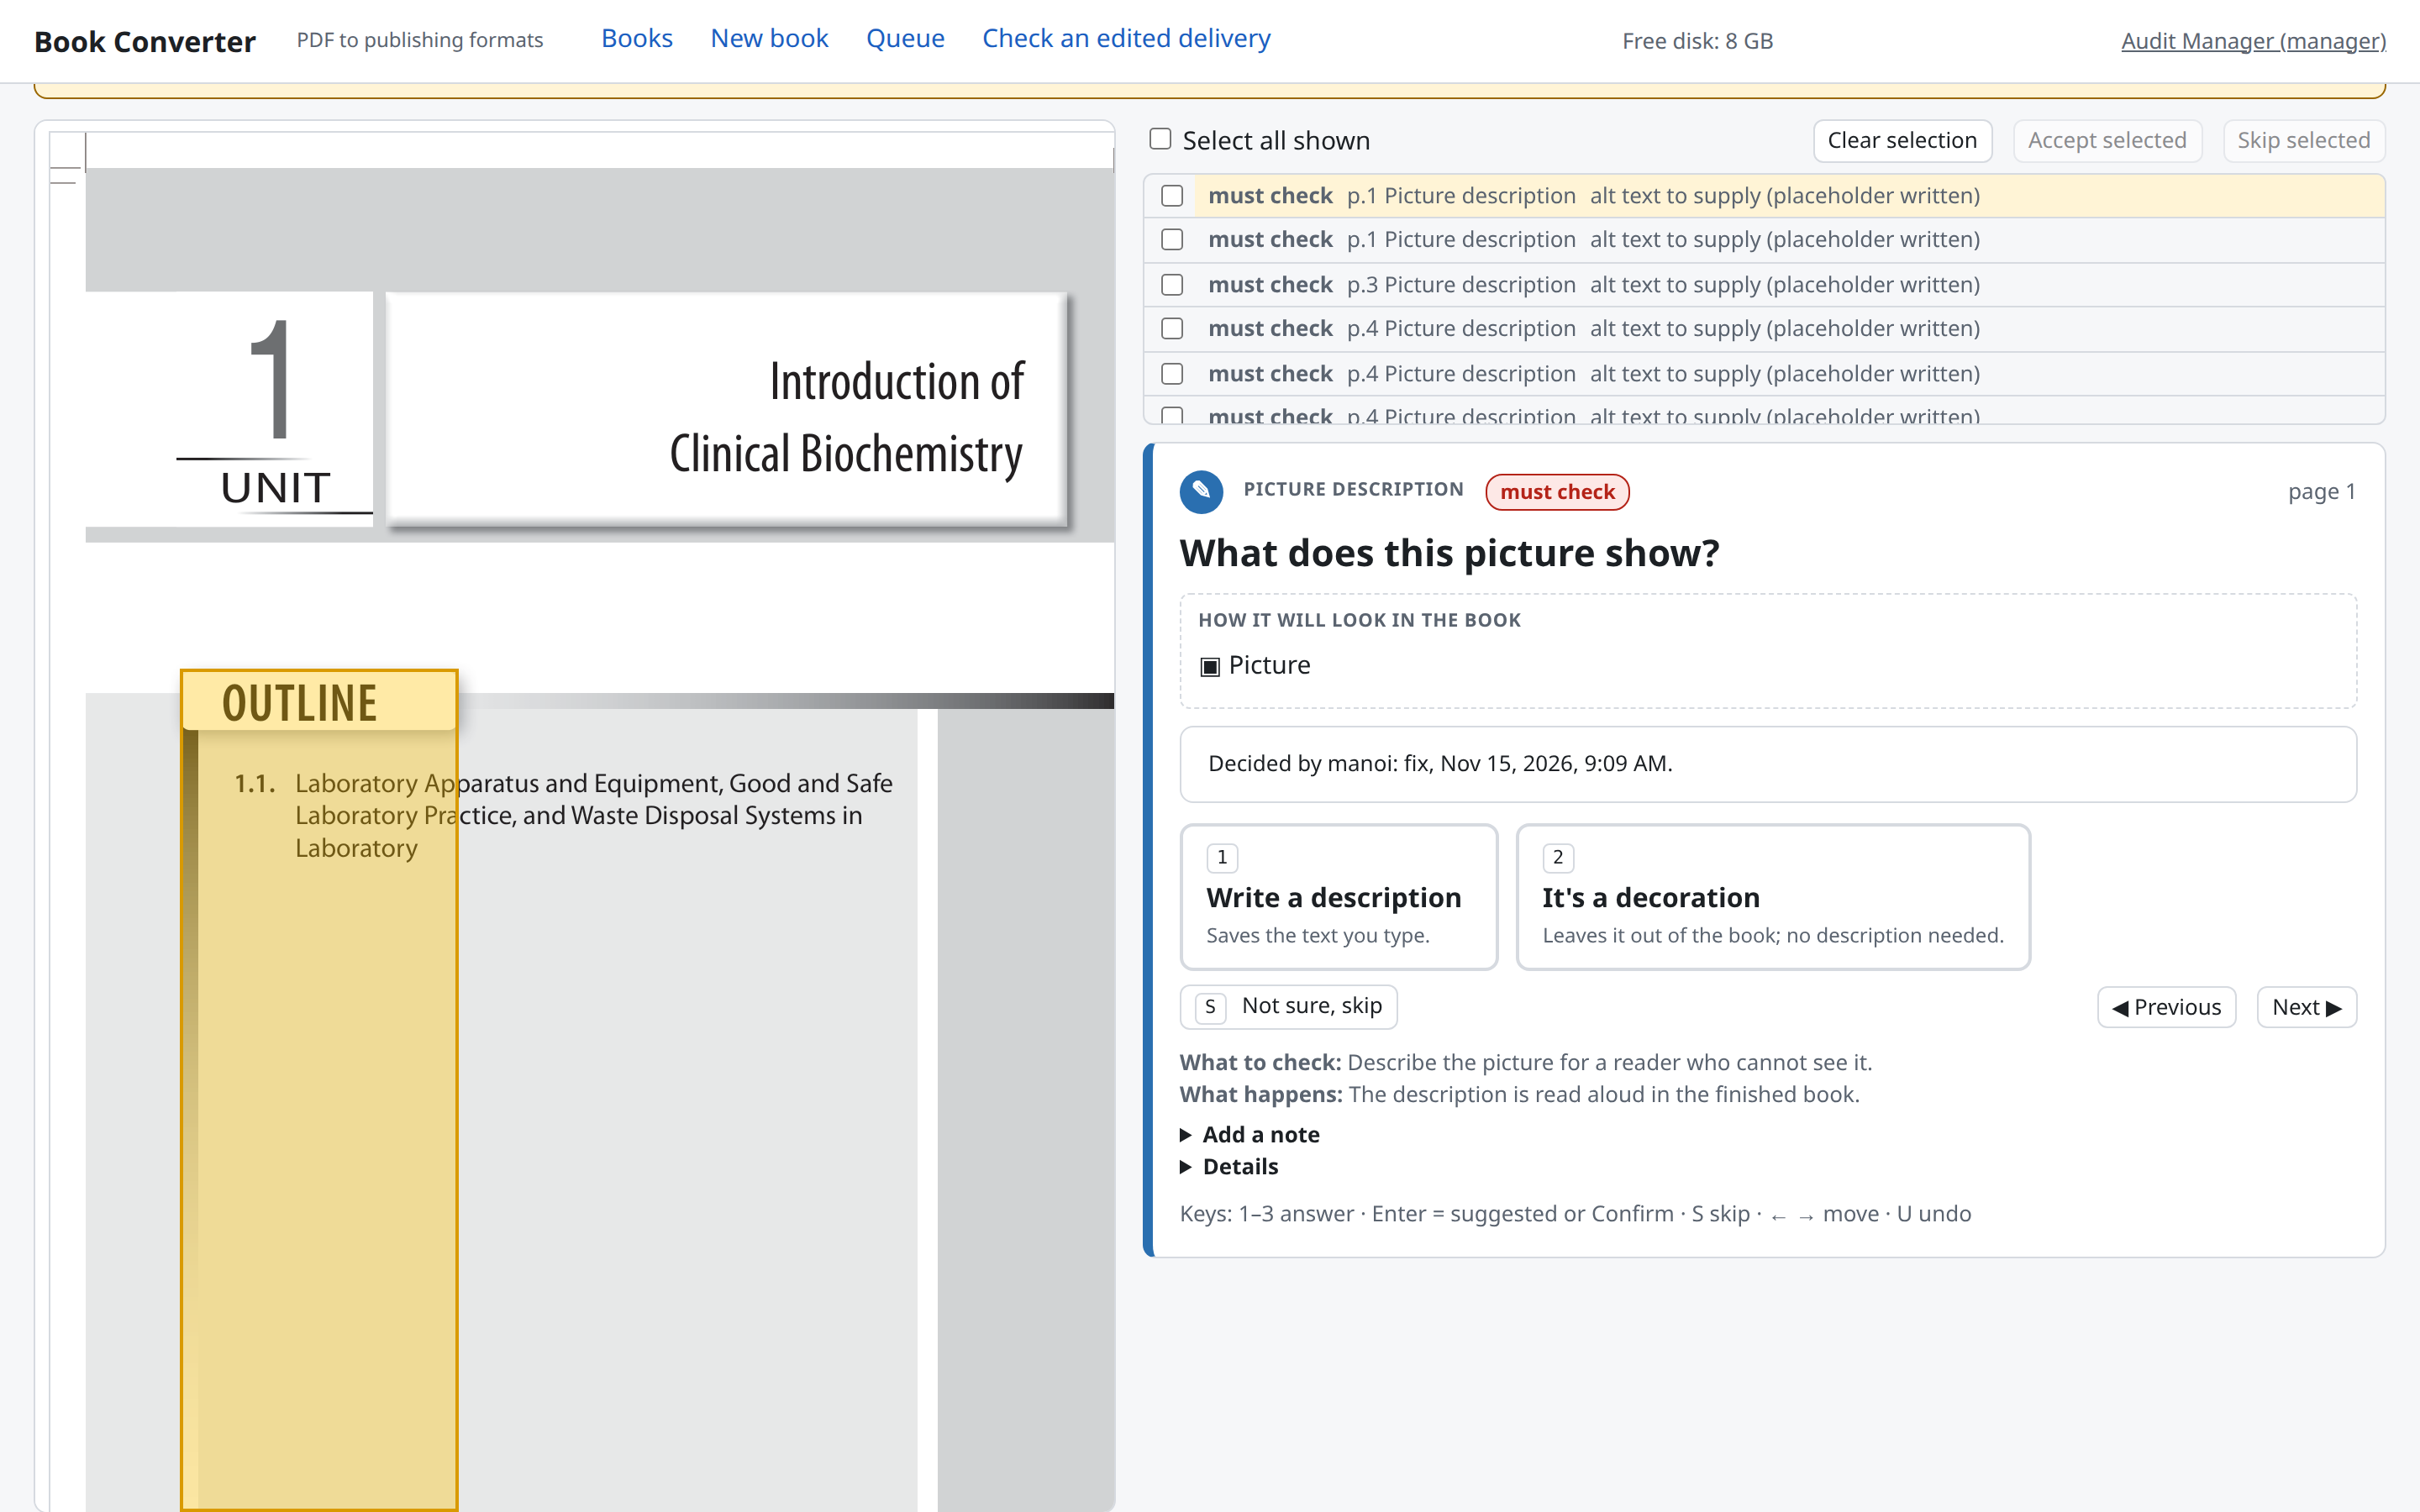 Book Converter PDF to publishing formats Books New book Queue Check an edited delivery Free disk: 8 GB Audit Manager (manager)
1
UNIT
Introduction of
Clinical Biochemistry
OUTLINE
1.1. Laboratory Apparatus and Equipment, Good and Safe
Laboratory Practice, and Waste Disposal Systems in
Laboratory
Select all shown Clear selection Accept selected Skip selected
must check p.1 Picture description alt text to supply (placeholder written)
must check p.1 Picture description alt text to supply (placeholder written)
must check p.3 Picture description alt text to supply (placeholder written)
must check p.4 Picture description alt text to supply (placeholder written)
must check p.4 Picture description alt text to supply (placeholder written)
must check p.4 Picture description alt text to supply (placeholder written)
PICTURE DESCRIPTION must check page 1
What does this picture show?
HOW IT WILL LOOK IN THE BOOK
▣ Picture
Decided by manoi: fix, Nov 15, 2026, 9:09 AM.
1
Write a description
Saves the text you type.
2
It's a decoration
Leaves it out of the book; no description needed.
S Not sure, skip ◀ Previous Next ▶
What to check: Describe the picture for a reader who cannot see it.
What happens: The description is read aloud in the finished book.
▶ Add a note
▶ Details
Keys: 1–3 answer · Enter = suggested or Confirm · S skip · ← → move · U undo